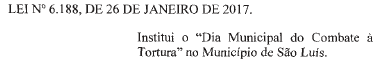 LEI Nº 6.188, DE 26 DE JANEIRO DE 2017.
Institui o “Dia Municipal do Combate à
Tortura” no Município de São Luís.